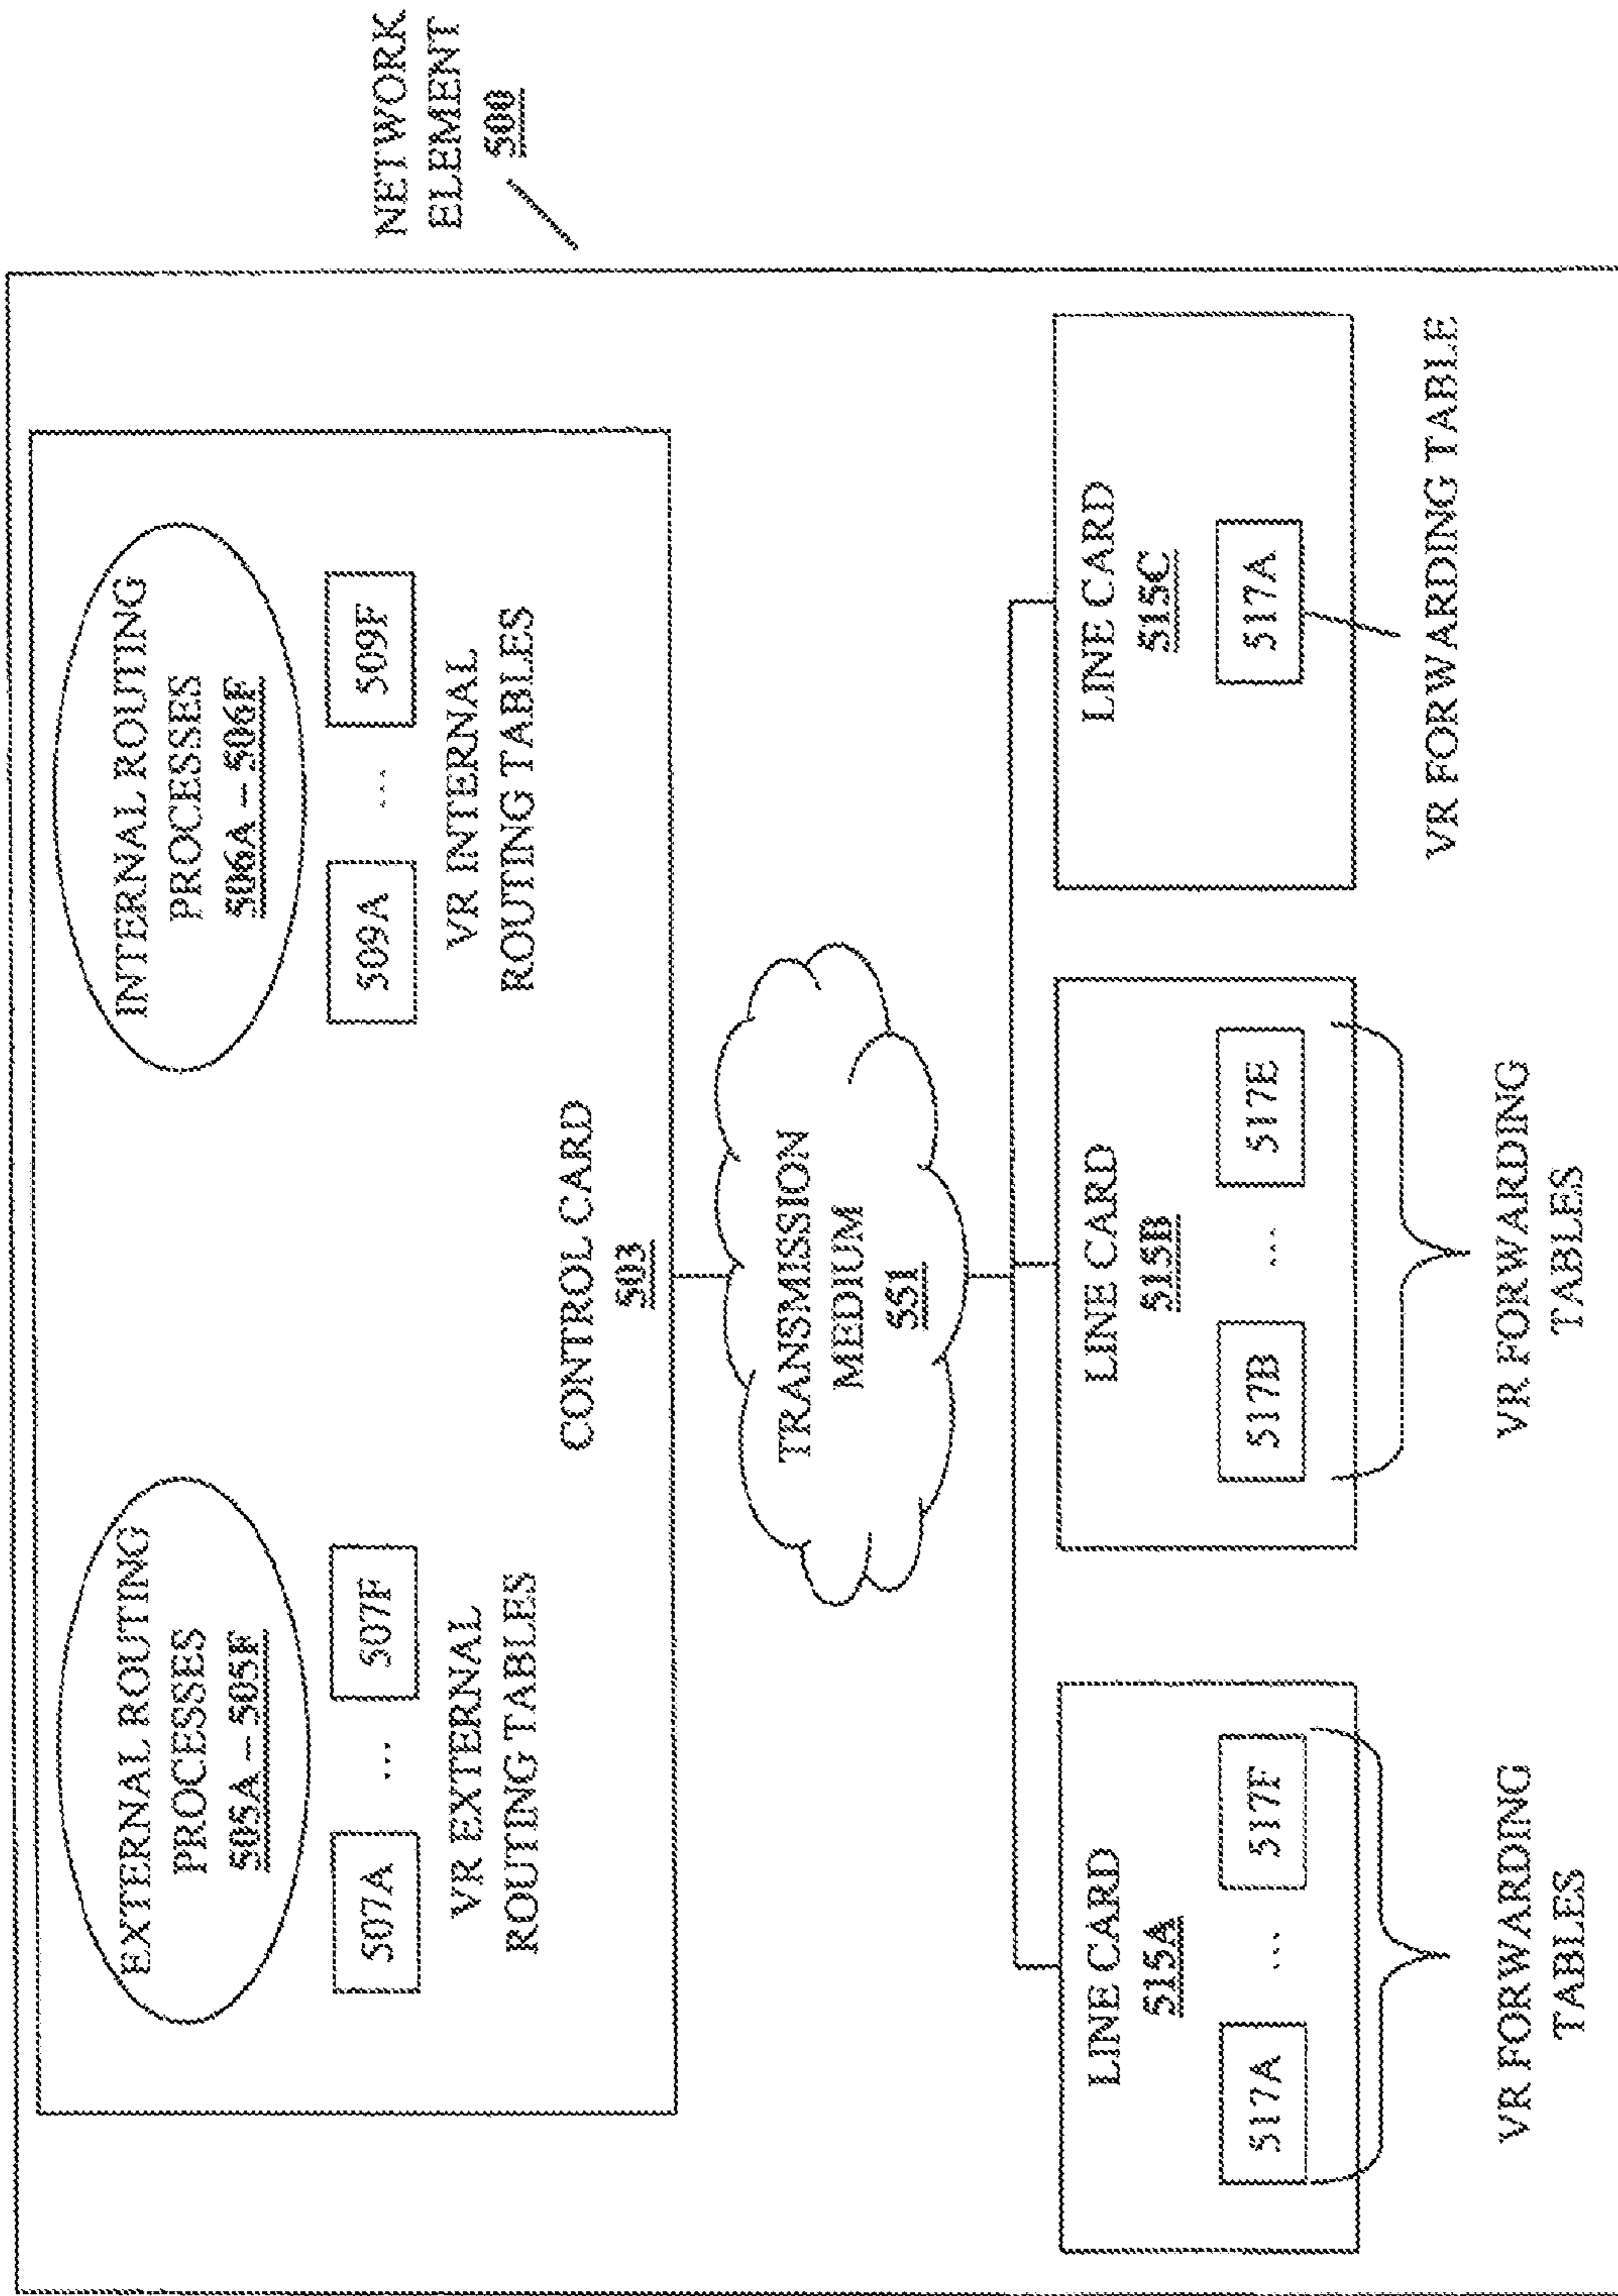 NETWORK
ELEMENT
500
EXTERNAL ROUTING
PROCESSES
505A – 505F
507A
...
507F
VR EXTERNAL
ROUTING TABLES
INTERNAL ROUTING
PROCESSES
506A – 506F
509A
...
509F
VR INTERNAL
ROUTING TABLES
CONTROL CARD
503
TRANSMISSION
MEDIUM
551
LINE CARD
515A
517A
...
517F
VR FORWARDING
TABLES
LINE CARD
515B
517B
...
517E
VR FORWARDING
TABLES
LINE CARD
515C
517A
VR FORWARDING TABLE